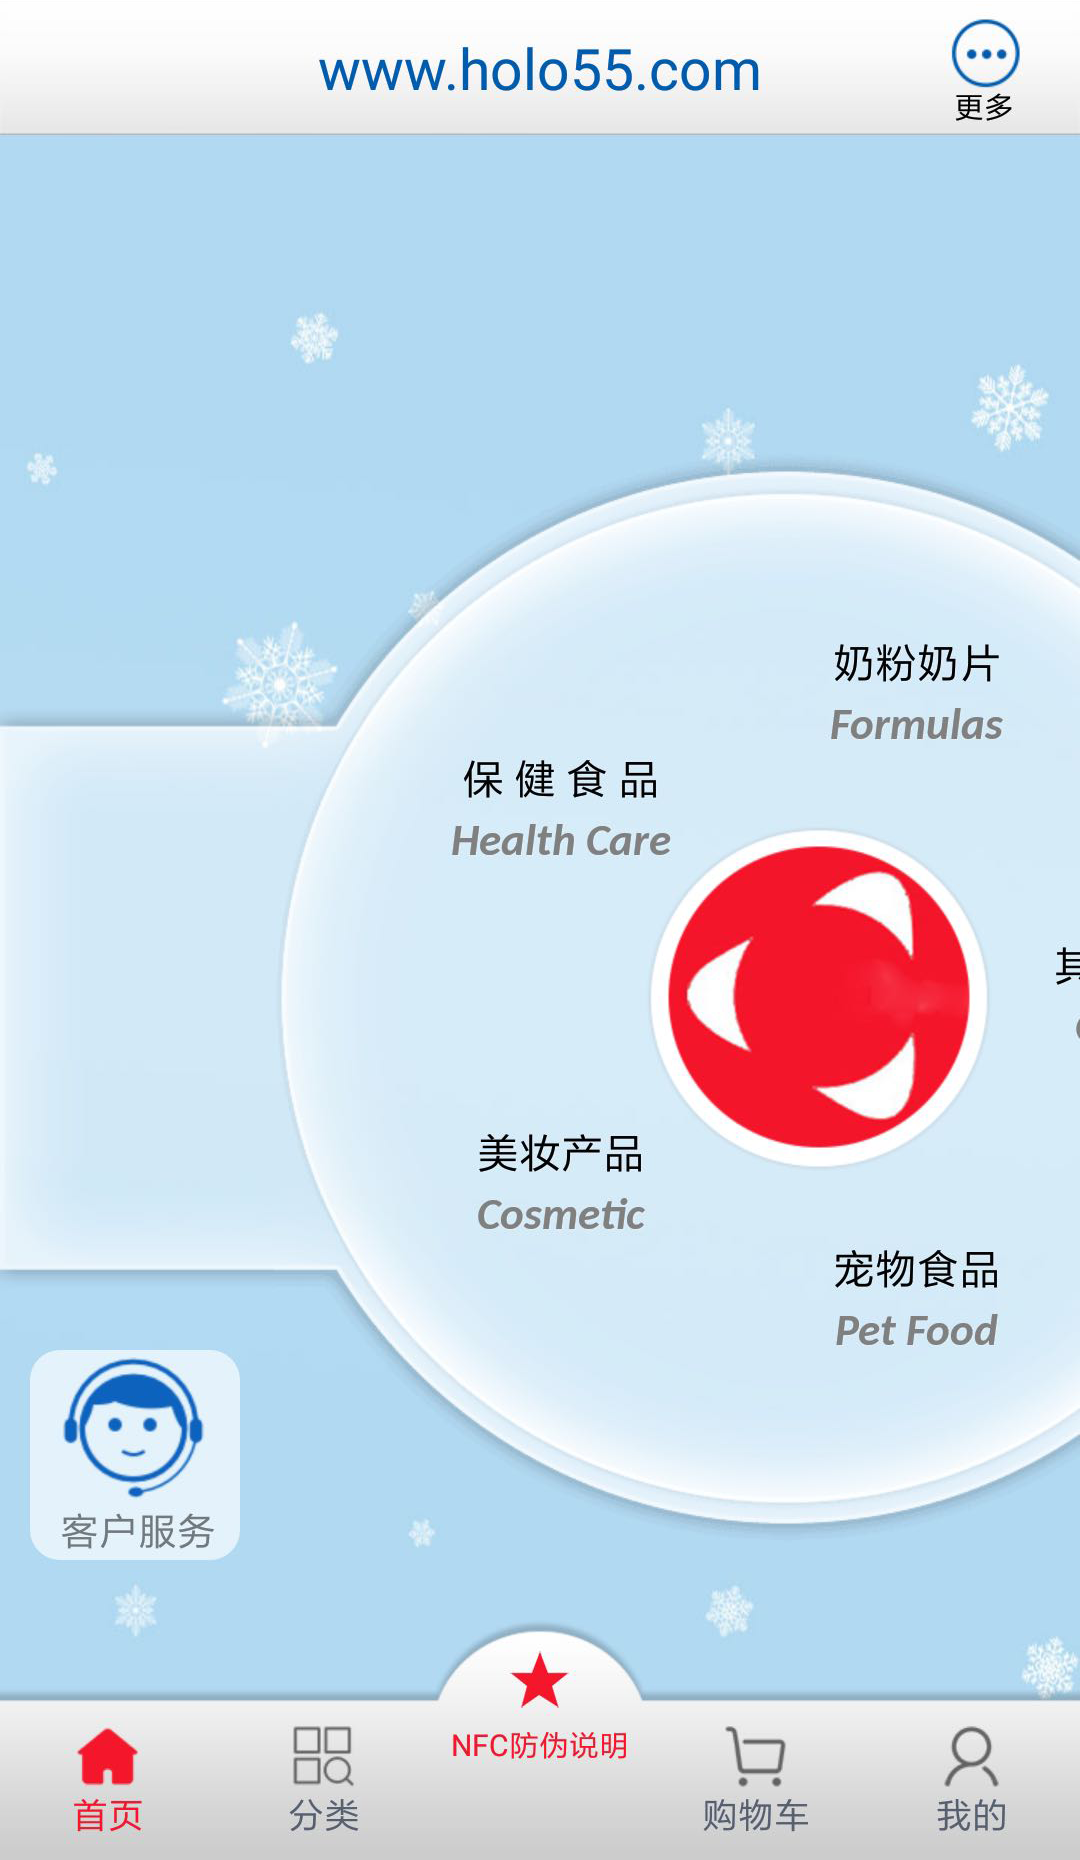 www.holo55.com
更多
奶粉奶片
Formulas
保健食品
Health Care
美妆产品
Cosmetic
宠物食品
Pet Food
客户服务
NFC防伪说明
首页
分类
购物车
我的